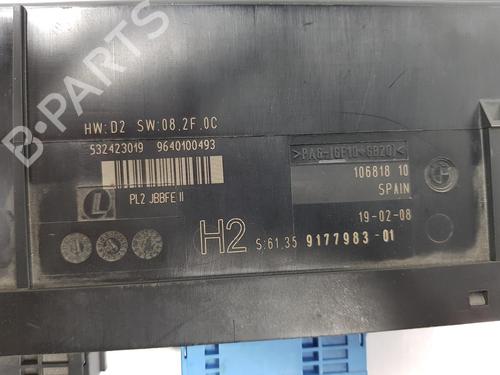 B-PARTS
HW:D2 SW:08.2F.0C
532423019 9640100493
>PA6-(GF10+GB20)<
106818 10
SPAIN
L
PL2 JBBFE II
19-02-08
H2 S:61.35 9177983-01